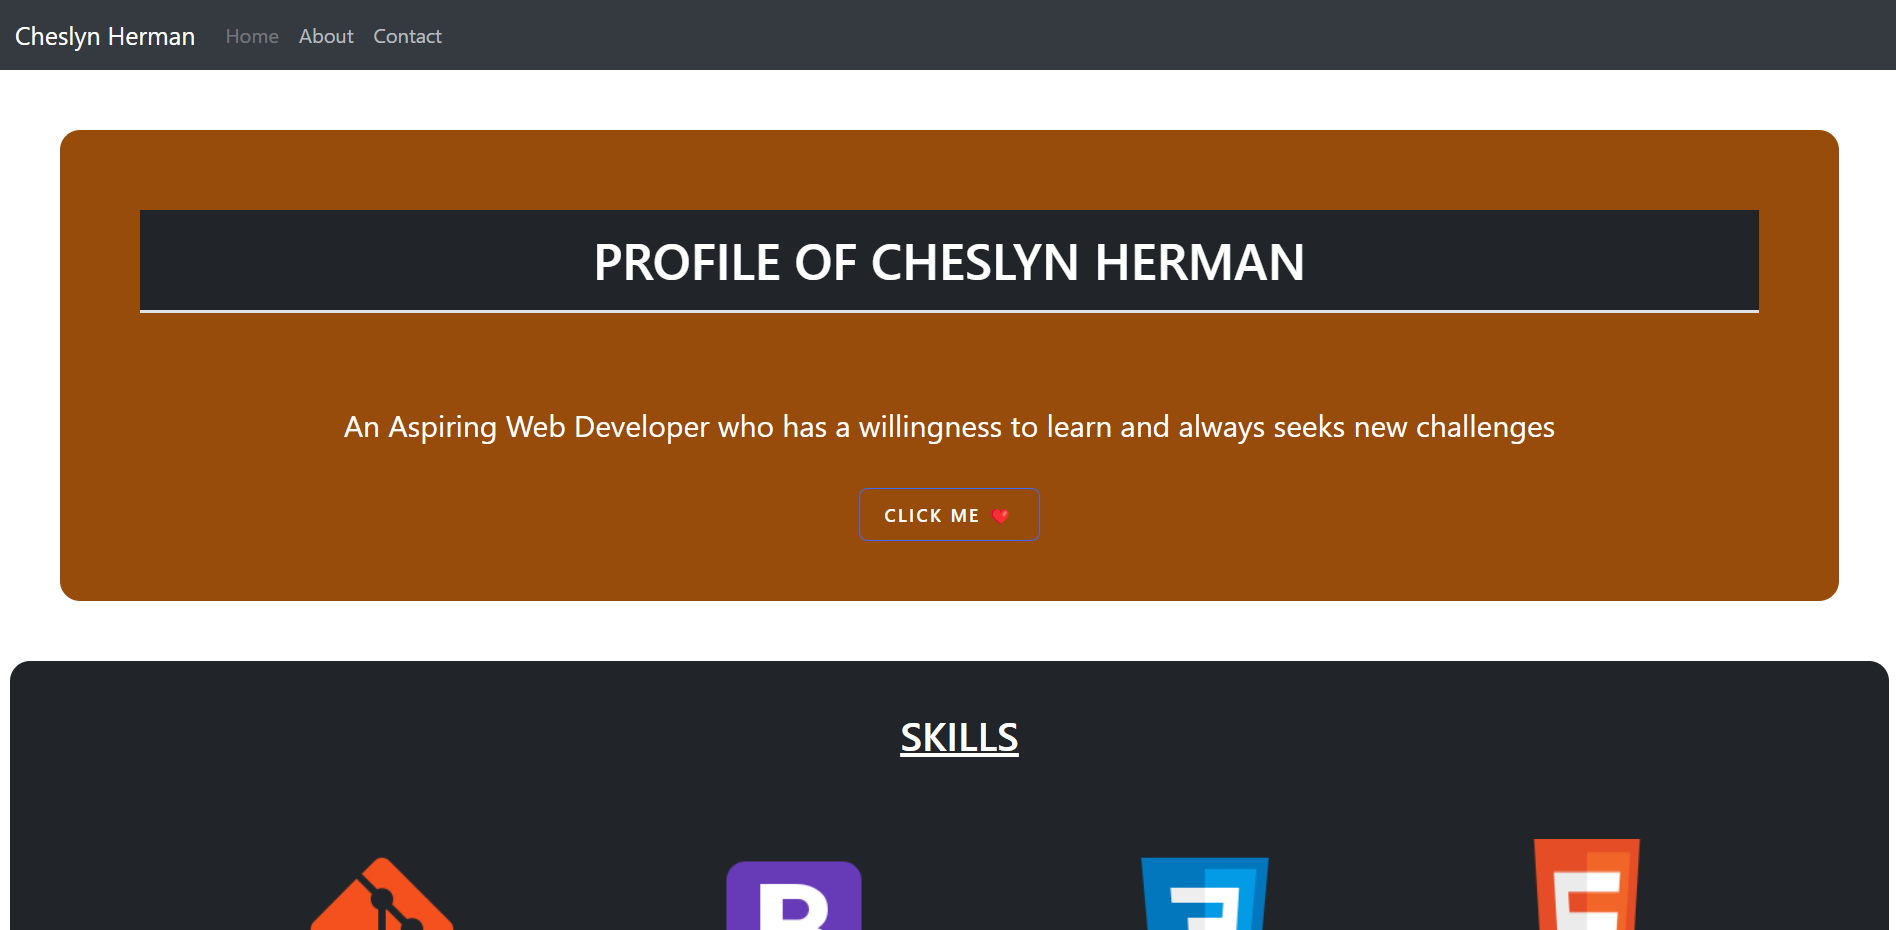 Cheslyn Herman Home About Contact
PROFILE OF CHESLYN HERMAN
An Aspiring Web Developer who has a willingness to learn and always seeks new challenges
CLICK ME ❤️
SKILLS
B